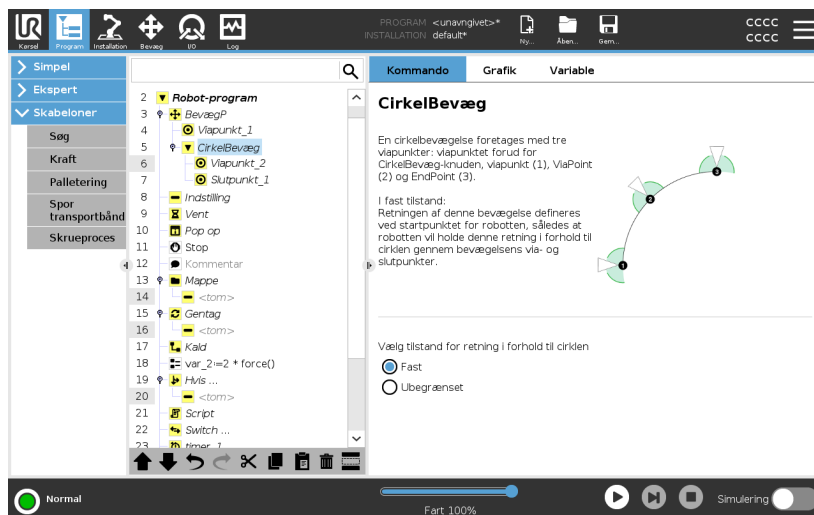 UR
PROGRAM <unavngivet>*
INSTALLATION default*
CCCC
CCCC
Kørsel
Program
Installation
Bevæg
I/O
Log
Ny...
Åben...
Gem...
Simpel
Ekspert
Skabeloner
Søg
Kraft
Palletering
Spor
transportbånd
Skrueproces
2 Robot-program
3 BevægP
4 Viapunkt_1
5 CirkelBevæg
6 Viapunkt_2
7 Slutpunkt_1
8 Indstilling
9 Vent
10 Pop op
11 Stop
12 Kommentar
13 Mappe
14 <tom>
15 Gentag
16 <tom>
17 Kald
18 var_2:=2 * force()
19 Hvis ...
20 <tom>
21 Script
22 Switch ...
23 timer_1
Kommando
Grafik
Variable
CirkelBevæg
En cirkelbevægelse foretages med tre
viapunkter: viapunktet forud for
CirkelBevæg-knuden, viapunkt (1), ViaPoint
(2) og EndPoint (3).
I fast tilstand:
Retningen af denne bevægelse defineres
ved startpunktet for robotten, således at
robotten vil holde denne retning i forhold til
cirklen gennem bevægelsens via- og
slutpunkter.
3
2
1
Vælg tilstand for retning i forhold til cirklen
Fast
Ubegrænset
Normal
Fart 100%
Simulering